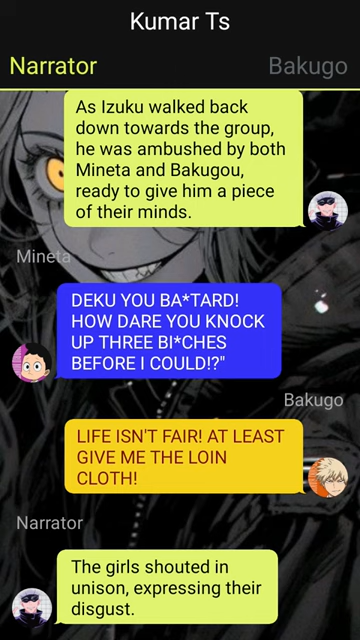 Kumar Ts
Narrator
Bakugo
As Izuku walked back
down towards the group,
he was ambushed by both
Mineta and Bakugou,
ready to give him a piece
of their minds.
Mineta
DEKU YOU BA*TARD!
HOW DARE YOU KNOCK
UP THREE BI*CHES
BEFORE I COULD!?"
Bakugo
LIFE ISN'T FAIR! AT LEAST
GIVE ME THE LOIN
CLOTH!
Narrator
The girls shouted in
unison, expressing their
disgust.